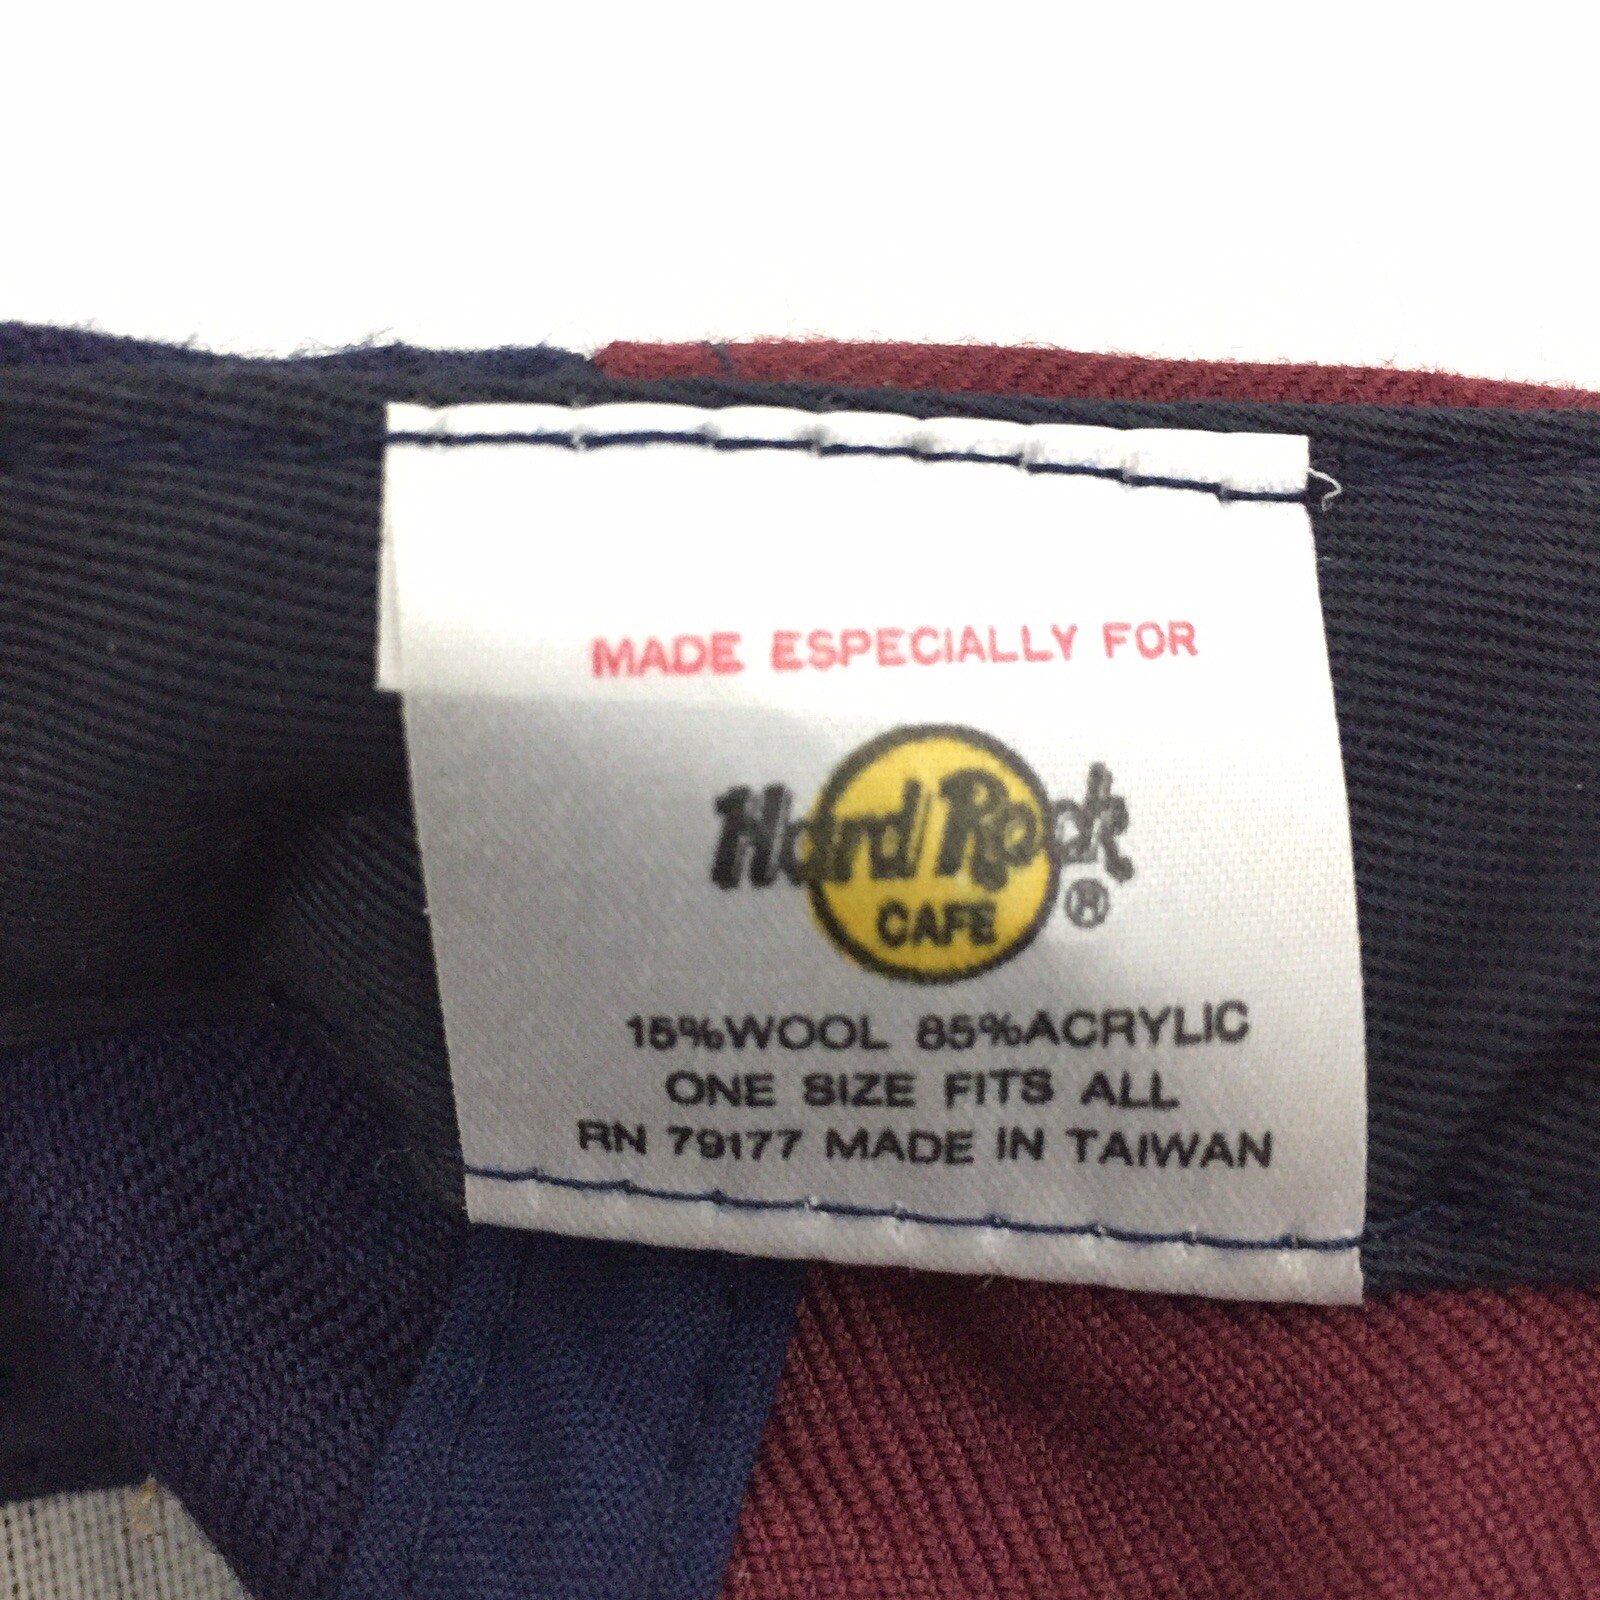 MADE ESPECIALLY FOR
Hard Rock
CAFE
®
15%WOOL 85%ACRYLIC
ONE SIZE FITS ALL
RN 79177 MADE IN TAIWAN